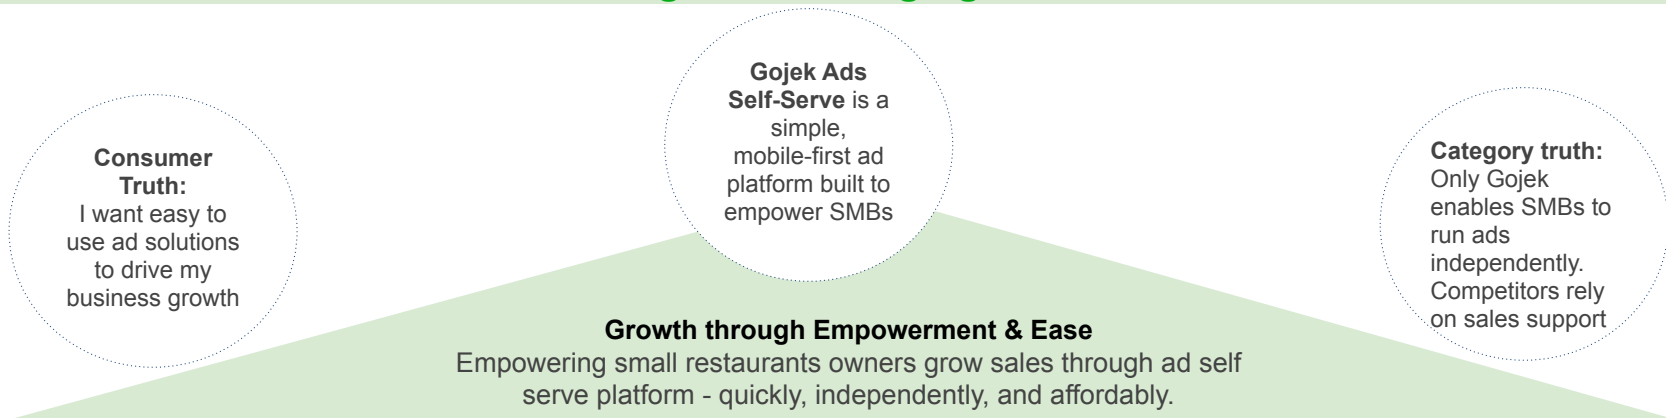 Consumer
Truth:
I want easy to
use ad solutions
to drive my
business growth
Gojek Ads
Self-Serve is a
simple,
mobile-first ad
platform built to
empower SMBs
Category truth:
Only Gojek
enables SMBs to
run ads
independently.
Competitors rely
on sales support
Growth through Empowerment & Ease
Empowering small restaurants owners grow sales through ad self
serve platform - quickly, independently, and affordably.